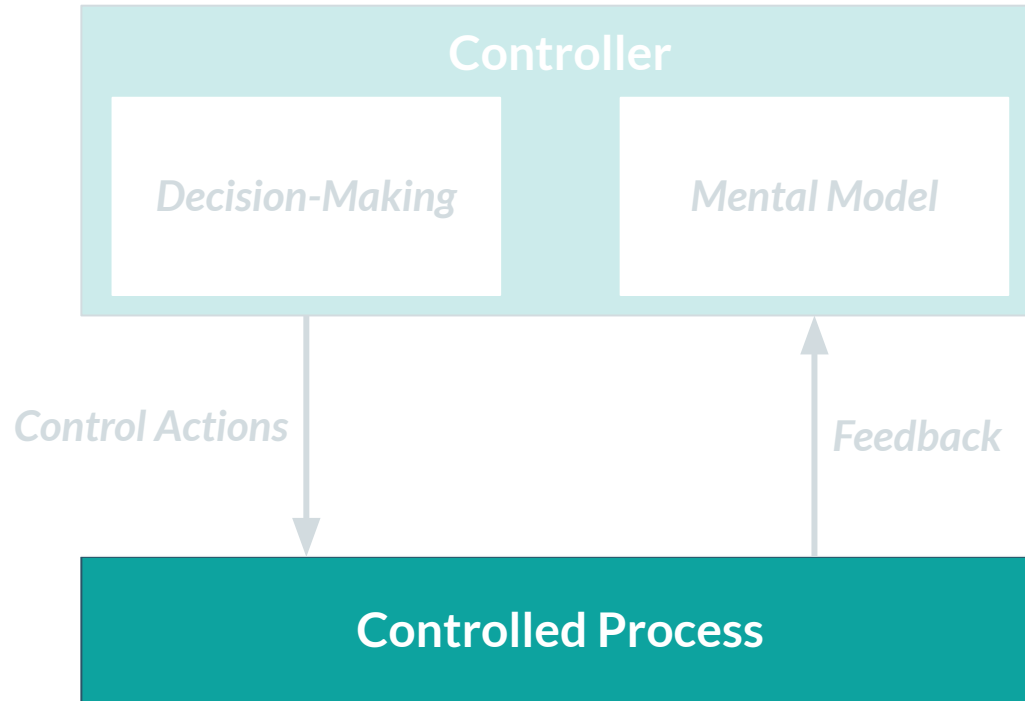 Controller
Decision-Making
Mental Model
Control Actions
Feedback
Controlled Process